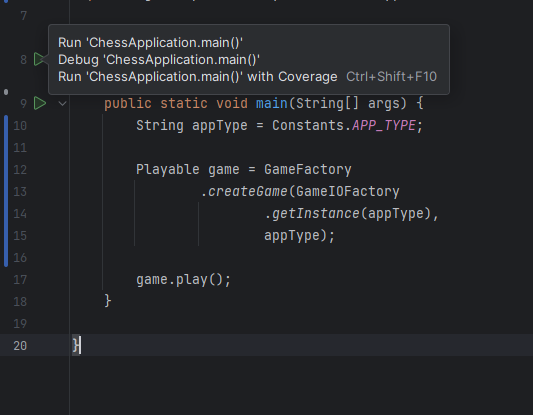 7
8
Run 'ChessApplication.main()'
Debug 'ChessApplication.main()'
Run 'ChessApplication.main()' with Coverage Ctrl+Shift+F10
9 public static void main(String[] args) {
10 String appType = Constants.APP_TYPE;
11
12 Playable game = GameFactory
13 .createGame(GameIOFactory
14 .getInstance(appType),
15 appType);
16
17 game.play();
18 }
19
20 }